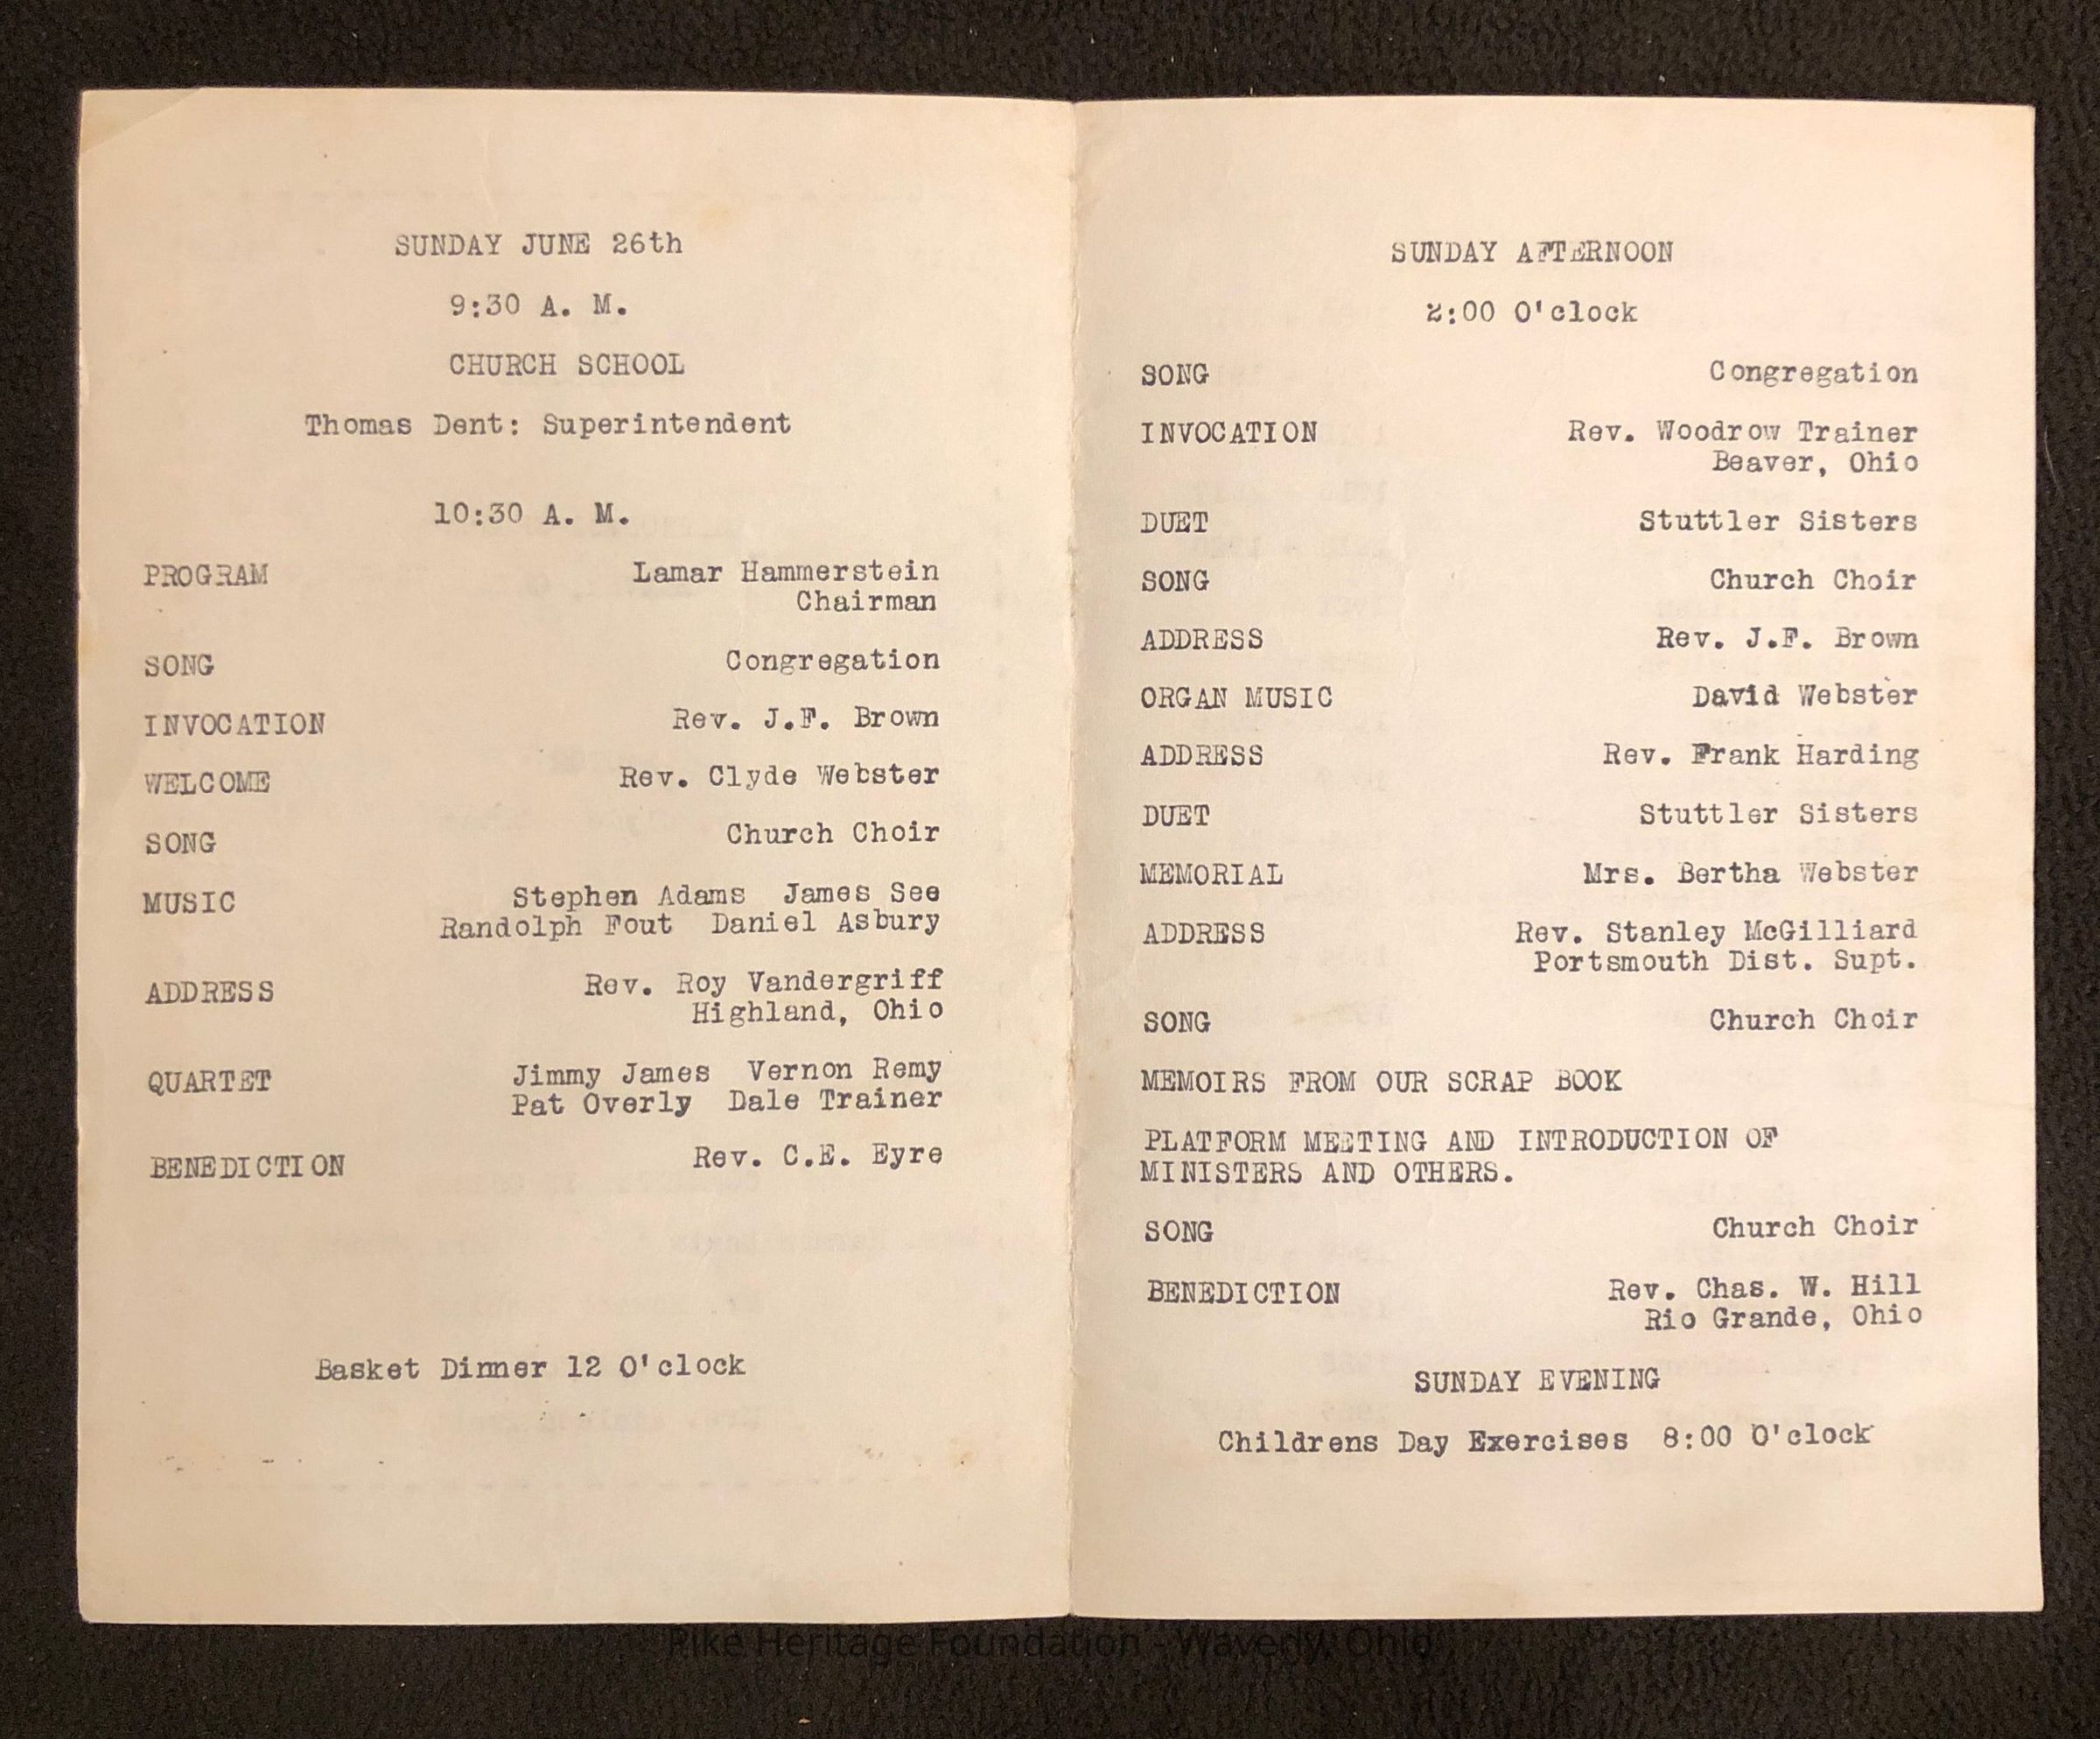 SUNDAY JUNE 26th
9:30 A. M.
CHURCH SCHOOL
Thomas Dent: Superintendent
10:30 A. M.
PROGRAM Lamar Hammerstein
Chairman
SONG Congregation
INVOCATION Rev. J.F. Brown
WELCOME Rev. Clyde Webster
SONG Church Choir
MUSIC Stephen Adams James See
Randolph Fout Daniel Asbury
ADDRESS Rev. Roy Vandergriff
Highland, Ohio
QUARTET Jimmy James Vernon Remy
Pat Overly Dale Trainer
BENEDICTION Rev. C.E. Eyre
Basket Dinner 12 O'clock
SUNDAY AFTERNOON
2:00 O'clock
SONG Congregation
INVOCATION Rev. Woodrow Trainer
Beaver, Ohio
DUET Stuttler Sisters
SONG Church Choir
ADDRESS Rev. J.F. Brown
ORGAN MUSIC David Webster
ADDRESS Rev. Frank Harding
DUET Stuttler Sisters
MEMORIAL Mrs. Bertha Webster
ADDRESS Rev. Stanley McGilliard
Portsmouth Dist. Supt.
SONG Church Choir
MEMOIRS FROM OUR SCRAP BOOK
PLATFORM MEETING AND INTRODUCTION OF
MINISTERS AND OTHERS.
SONG Church Choir
BENEDICTION Rev. Chas. W. Hill
Rio Grande, Ohio
SUNDAY EVENING
Childrens Day Exercises 8:00 O'clock
Pike Heritage Foundation - Waverly, Ohio